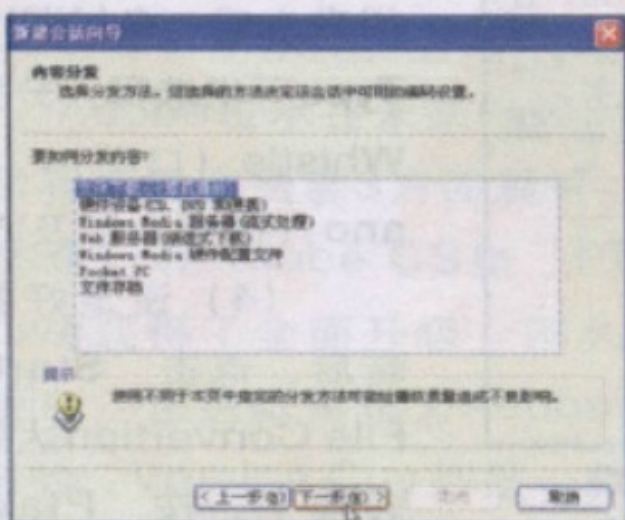 新建会话向导
内容分发
选择分发方法。您选择的方法决定该会话中可用的编码设置。
要如何分发内容?
硬件设备(CD、DVD 和便携)
Windows Media 服务器(流式处理)
Web 服务器(渐进式下载)
Windows Media 硬件配置文件
Pocket PC
文件存档
提示
使用不同于本页中指定的分发方法可能给播放质量造成不良影响。
< 上一步(B) 下一步(N) > 完成 取消